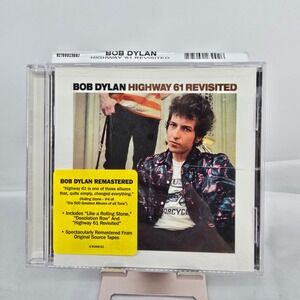 BOB DYLAN
HIGHWAY 61 REVISITED
BOB DYLAN HIGHWAY 61 REVISITED
BOB DYLAN REMASTERED
"Highway 61 is one of those albums
that, quite simply, changed everything."
(Rolling Stone - #4 of
"The 500 Greatest Albums of all Time")
• Includes "Like a Rolling Stone,"
"Desolation Row" And
"Highway 61 Revisited"
• Spectacularly Remastered From
Original Source Tapes